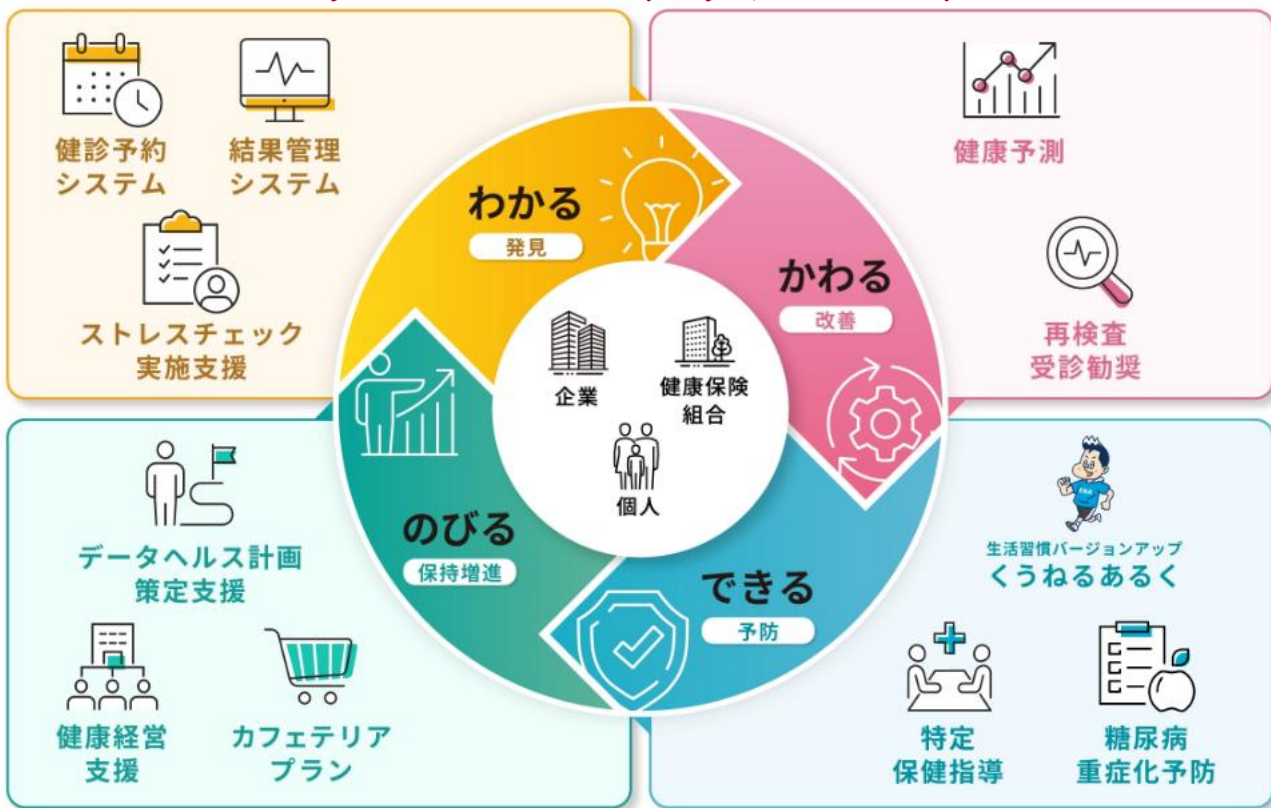 健診予約
システム
結果管理
システム
ストレスチェック
実施支援
わかる
発見
健康予測
再検査
受診勧奨
かわる
改善
企業
健康保険
組合
個人
のびる
保持増進
データヘルス計画
策定支援
健康経営
支援
カフェテリア
プラン
できる
予防
生活習慣バージョンアップ
くうねるあるく
特定
保健指導
糖尿病
重症化予防